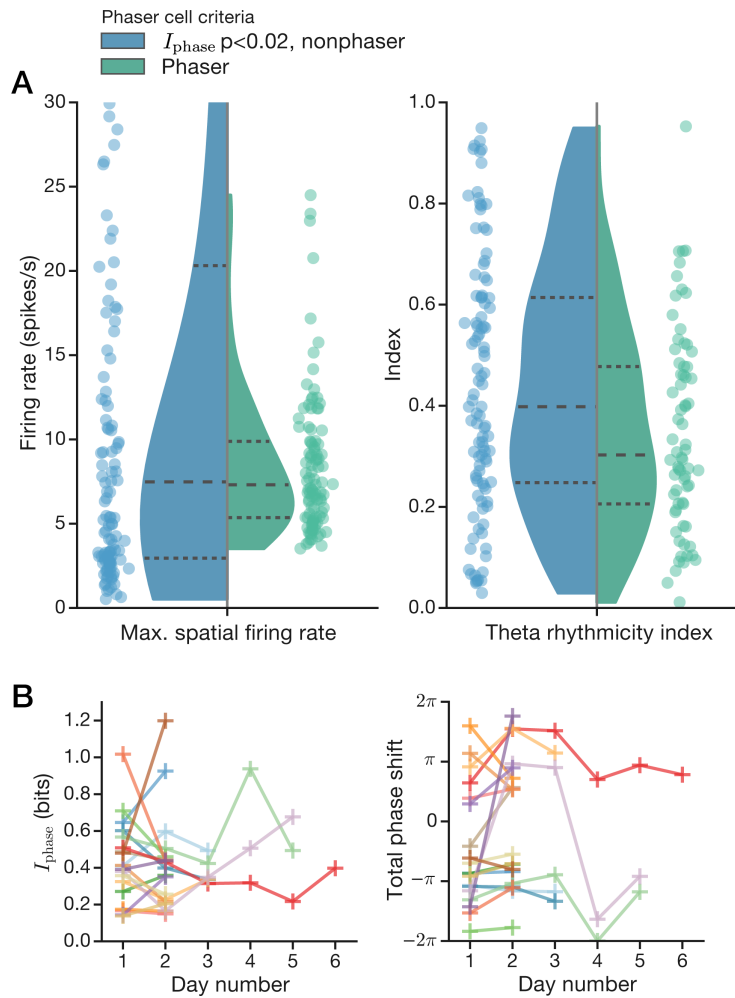 Phaser cell criteria
Iphase p<0.02, nonphaser
Phaser
A
30
25
20
15
10
5
0
Firing rate (spikes/s)
Max. spatial firing rate
1.0
0.8
0.6
0.4
0.2
0.0
Index
Theta rhythmicity index
B
1.2
1.0
0.8
0.6
0.4
0.2
0.0
Iphase (bits)
1 2 3 4 5 6
Day number
2π
π
0
−π
−2π
Total phase shift
1 2 3 4 5 6
Day number